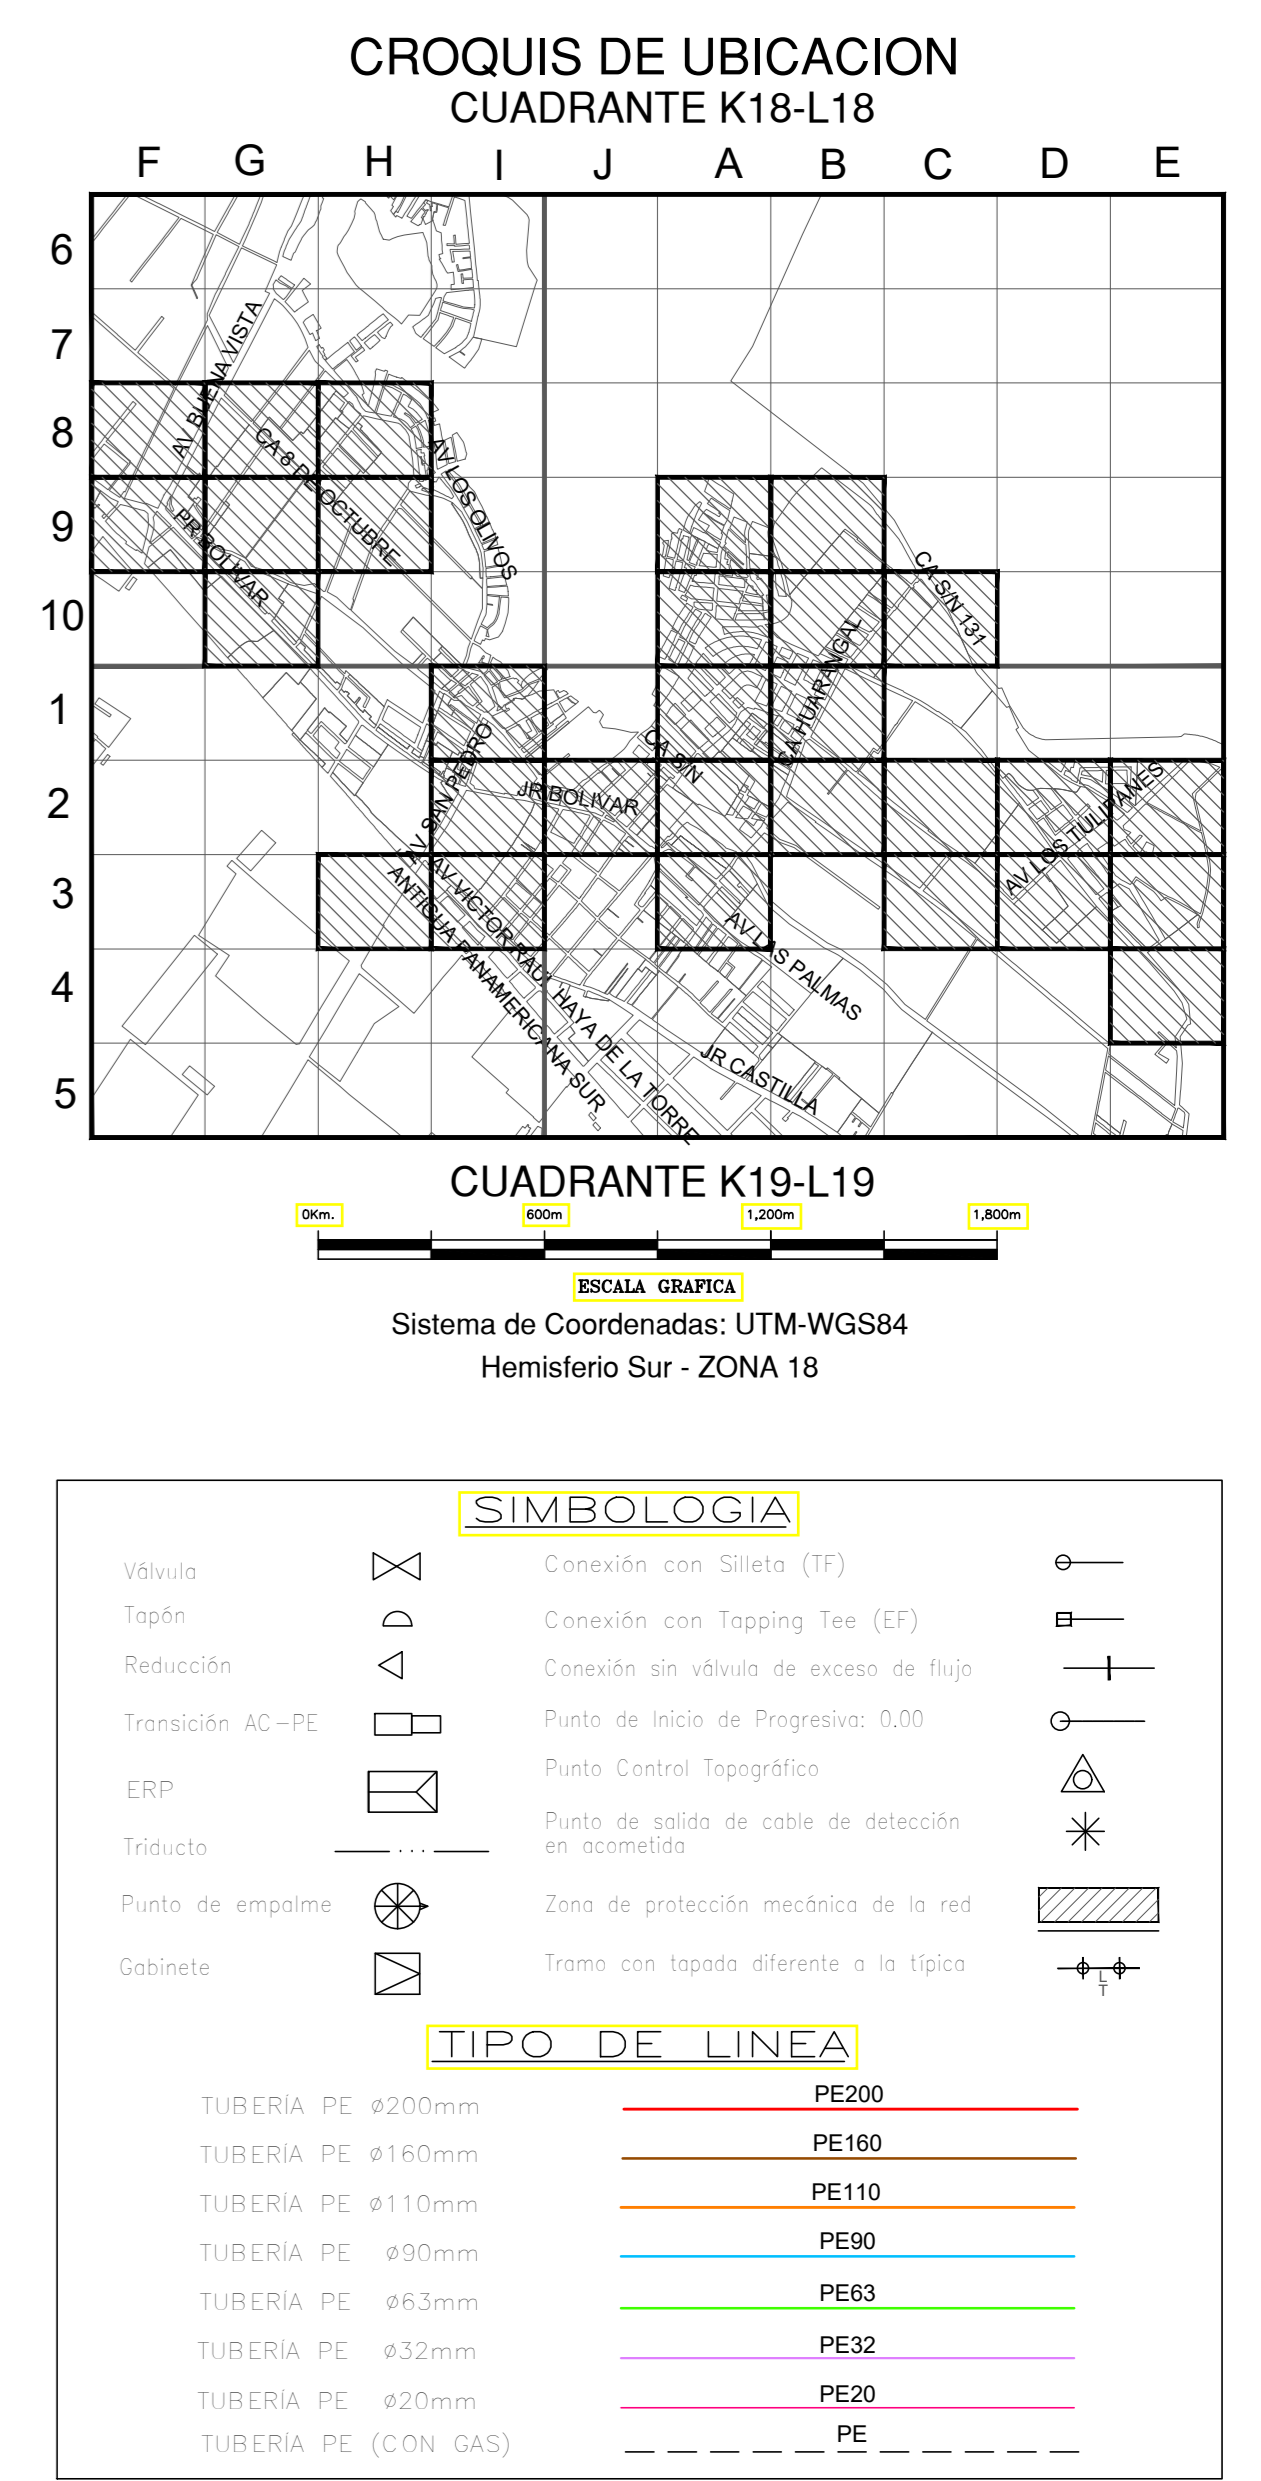 CROQUIS DE UBICACION
CUADRANTE K18-L18
F G H I J A B C D E
6
7
8
9
10
1
2
3
4
5
AV BUENA VISTA
CA 8 DE OCTUBRE
AV LOS OLIVOS
PR BOLIVAR
CA S/N 131
CA HUARANGAL
CA S/N
AV SAN PEDRO
JR BOLIVAR
AV LOS TULIPANES
AV VICTOR RAUL HAYA DE LA TORRE
ANTIGUA PANAMERICANA SUR
AV LAS PALMAS
JR CASTILLA
CUADRANTE K19-L19
0Km. 600m 1,200m 1,800m
ESCALA GRAFICA
Sistema de Coordenadas: UTM-WGS84
Hemisferio Sur - ZONA 18
SIMBOLOGIA
Válvula
Tapón
Reducción
Transición AC-PE
ERP
Triducto
Punto de empalme
Gabinete
Conexión con Silleta (TF)
Conexión con Tapping Tee (EF)
Conexión sin válvula de exceso de flujo
Punto de Inicio de Progresiva: 0.00
Punto Control Topográfico
Punto de salida de cable de detección
en acometida
Zona de protección mecánica de la red
Tramo con tapada diferente a la típica
L
T
TIPO DE LINEA
TUBERÍA PE ø200mm PE200
TUBERÍA PE ø160mm PE160
TUBERÍA PE ø110mm PE110
TUBERÍA PE ø90mm PE90
TUBERÍA PE ø63mm PE63
TUBERÍA PE ø32mm PE32
TUBERÍA PE ø20mm PE20
TUBERÍA PE (CON GAS) PE